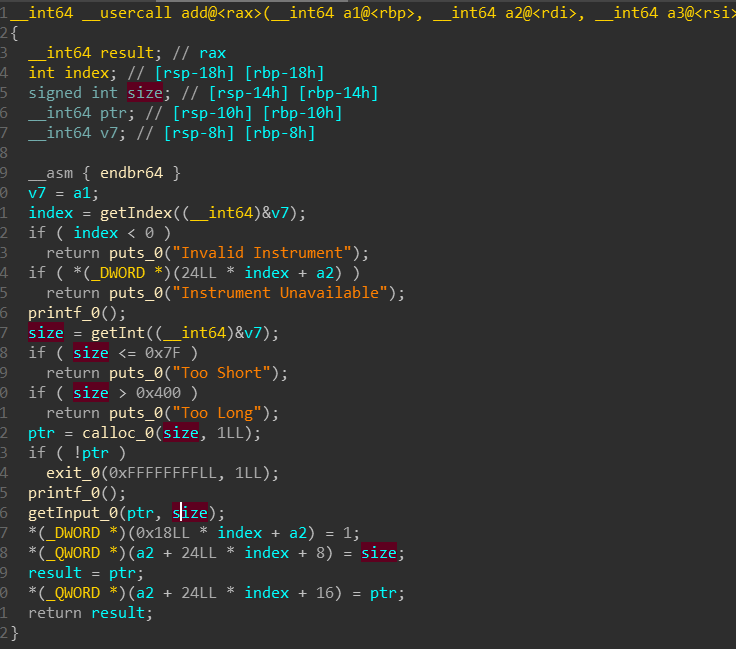 1__int64 __usercall add@<rax>(__int64 a1@<rbp>, __int64 a2@<rdi>, __int64 a3@<rsi>
2{
3  __int64 result; // rax
4  int index; // [rsp-18h] [rbp-18h]
5  signed int size; // [rsp-14h] [rbp-14h]
6  __int64 ptr; // [rsp-10h] [rbp-10h]
7  __int64 v7; // [rsp-8h] [rbp-8h]
8
9  __asm { endbr64 }
0  v7 = a1;
1  index = getIndex((__int64)&v7);
2  if ( index < 0 )
3    return puts_0("Invalid Instrument");
4  if ( *(_DWORD *)(24LL * index + a2) )
5    return puts_0("Instrument Unavailable");
6  printf_0();
7  size = getInt((__int64)&v7);
8  if ( size <= 0x7F )
9    return puts_0("Too Short");
0  if ( size > 0x400 )
1    return puts_0("Too Long");
2  ptr = calloc_0(size, 1LL);
3  if ( !ptr )
4    exit_0(0xFFFFFFFFLL, 1LL);
5  printf_0();
6  getInput_0(ptr, size);
7  *(_DWORD *)(0x18LL * index + a2) = 1;
8  *(_QWORD *)(a2 + 24LL * index + 8) = size;
9  result = ptr;
0  *(_QWORD *)(a2 + 24LL * index + 16) = ptr;
1  return result;
2}